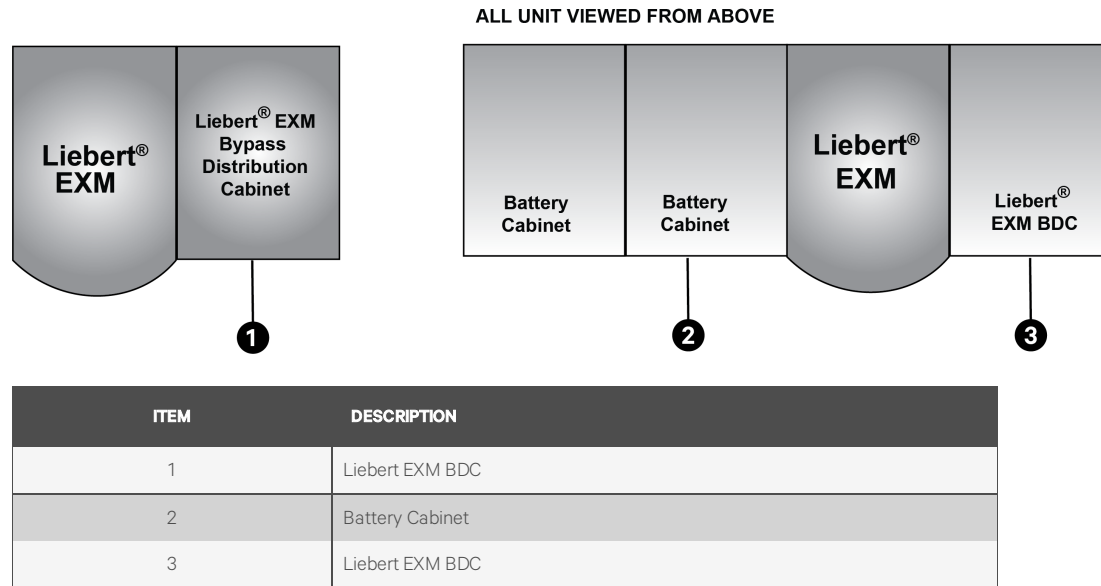 ALL UNIT VIEWED FROM ABOVE
Liebert®
EXM
Liebert® EXM
Bypass
Distribution
Cabinet
1
Battery
Cabinet
Battery
Cabinet
2
Liebert®
EXM
Liebert®
EXM BDC
3
ITEM DESCRIPTION
1 Liebert EXM BDC
2 Battery Cabinet
3 Liebert EXM BDC